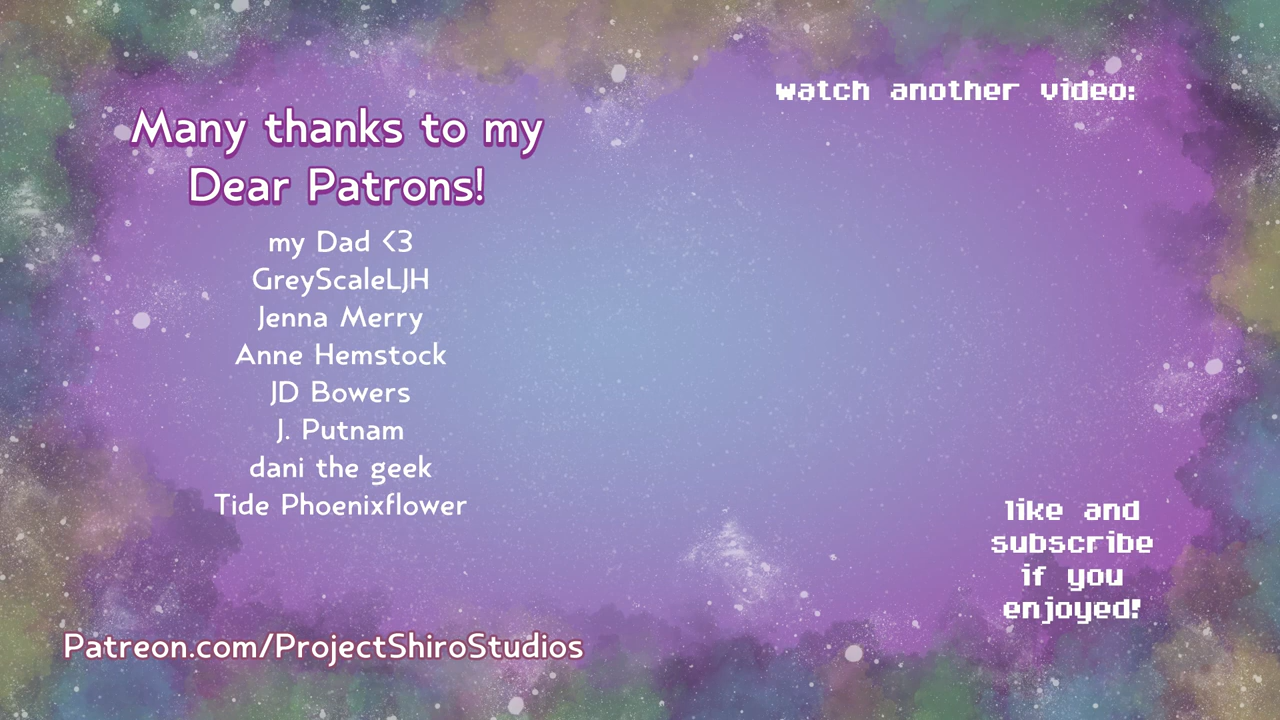 Many thanks to my
Dear Patrons!
my Dad <3
GreyScaleLJH
Jenna Merry
Anne Hemstock
JD Bowers
J. Putnam
dani the geek
Tide Phoenixflower
Patreon.com/ProjectShiroStudios
watch another video:
like and
subscribe
if you
enjoyed!